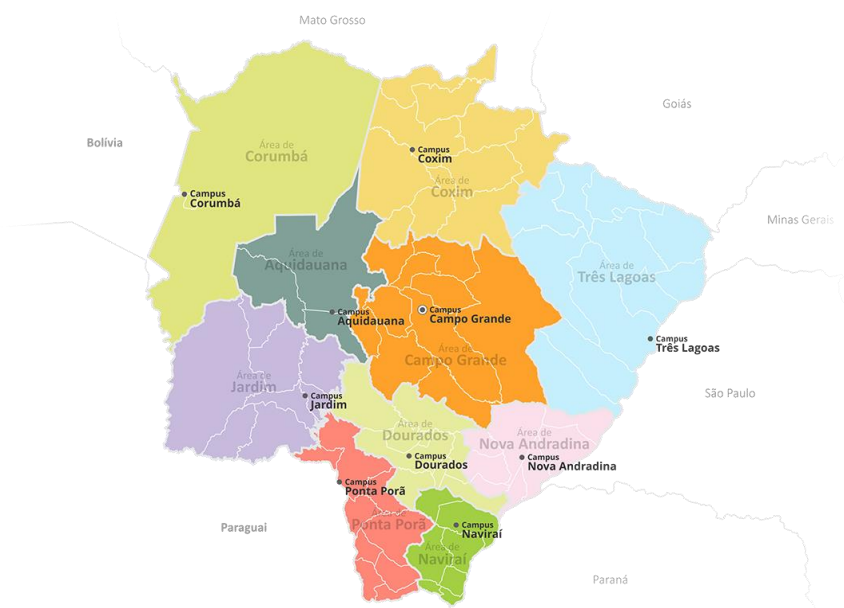 Mato Grosso
Goiás
Bolívia
Área de
Corumbá
Campus
Coxim
Área de
Coxim
Campus
Corumbá
Minas Gerais
Área de
Aquidauana
Área de
Três Lagoas
Campus
Aquidauana
Campus
Campo Grande
Campus
Três Lagoas
Área de
Campo Grande
Área de
Jardim
Campus
Jardim
São Paulo
Área de
Dourados
Área de
Nova Andradina
Campus
Dourados
Campus
Nova Andradina
Campus
Ponta Porã
Área de
Ponta Porã
Paraguai
Campus
Naviraí
Área de
Naviraí
Paraná